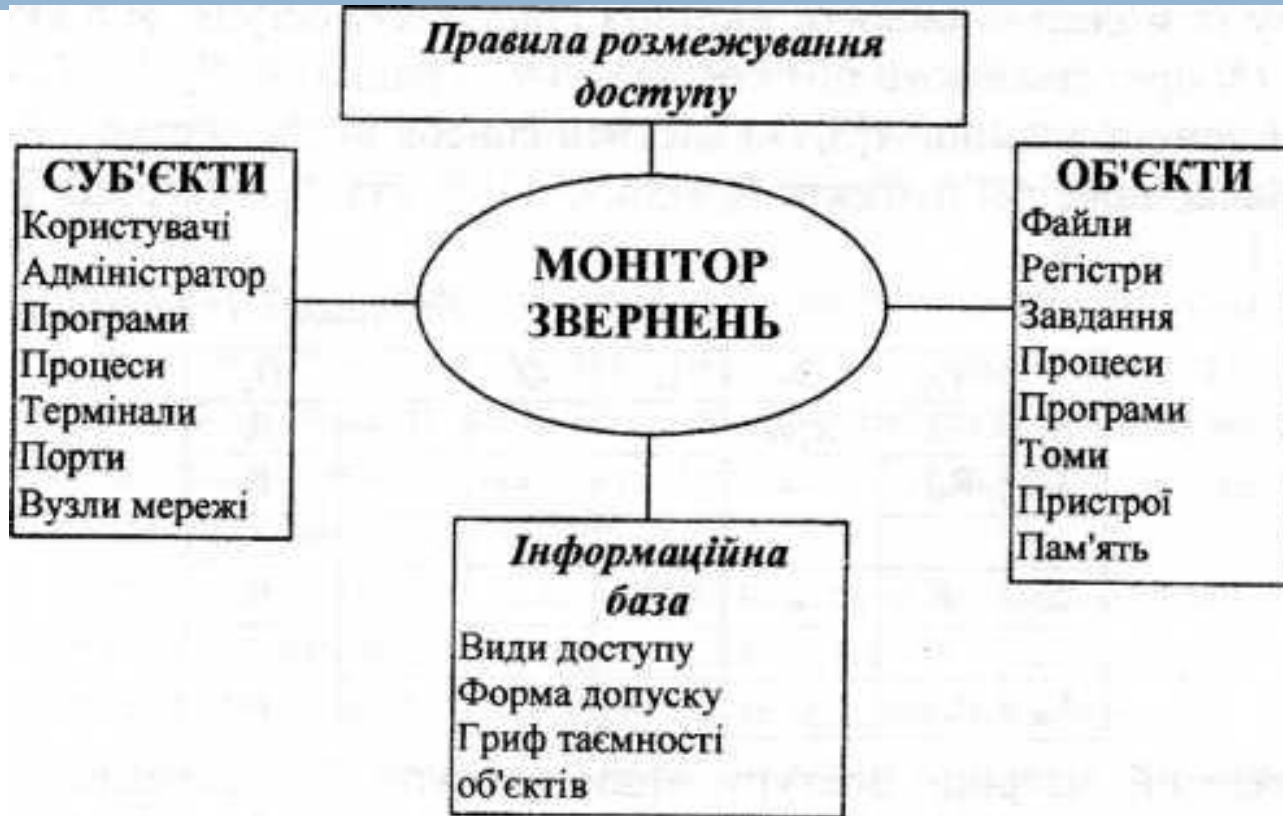 Правила розмежування
доступу
СУБ'ЄКТИ
Користувачі
Адміністратор
Програми
Процеси
Термінали
Порти
Вузли мережі
МОНІТОР
ЗВЕРНЕНЬ
ОБ'ЄКТИ
Файли
Регістри
Завдання
Процеси
Програми
Томи
Пристрої
Пам'ять
Інформаційна
база
Види доступу
Форма допуску
Гриф таємності
об'єктів